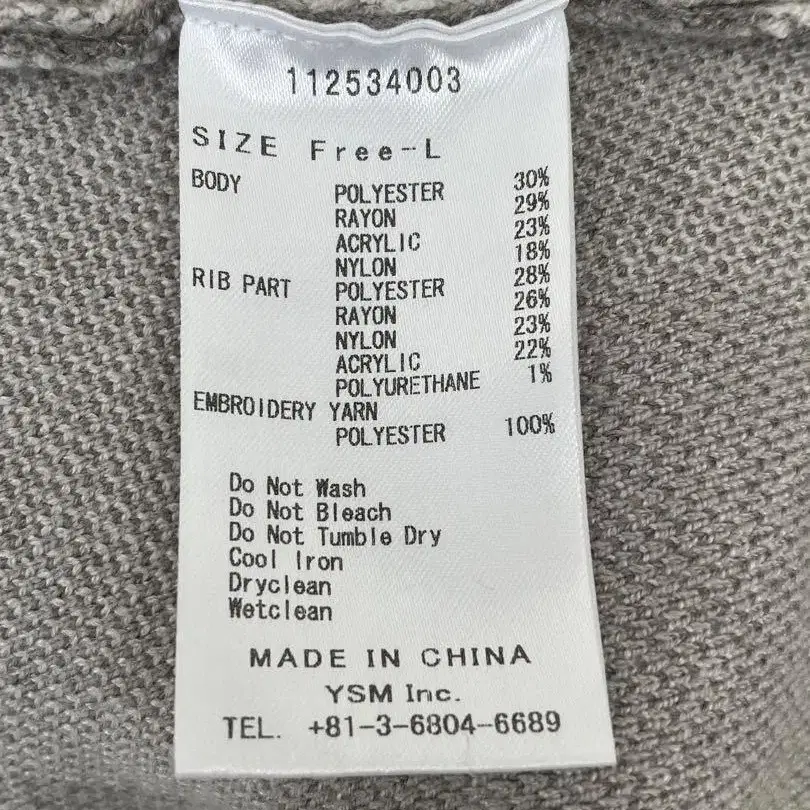 112534003
SIZE Free-L
BODY POLYESTER 30%
RAYON 29%
ACRYLIC 23%
NYLON 18%
RIB PART POLYESTER 28%
RAYON 26%
NYLON 23%
ACRYLIC 22%
POLYURETHANE 1%
EMBROIDERY YARN
POLYESTER 100%
Do Not Wash
Do Not Bleach
Do Not Tumble Dry
Cool Iron
Dryclean
Wetclean
MADE IN CHINA
YSM Inc.
TEL. +81-3-6804-6689